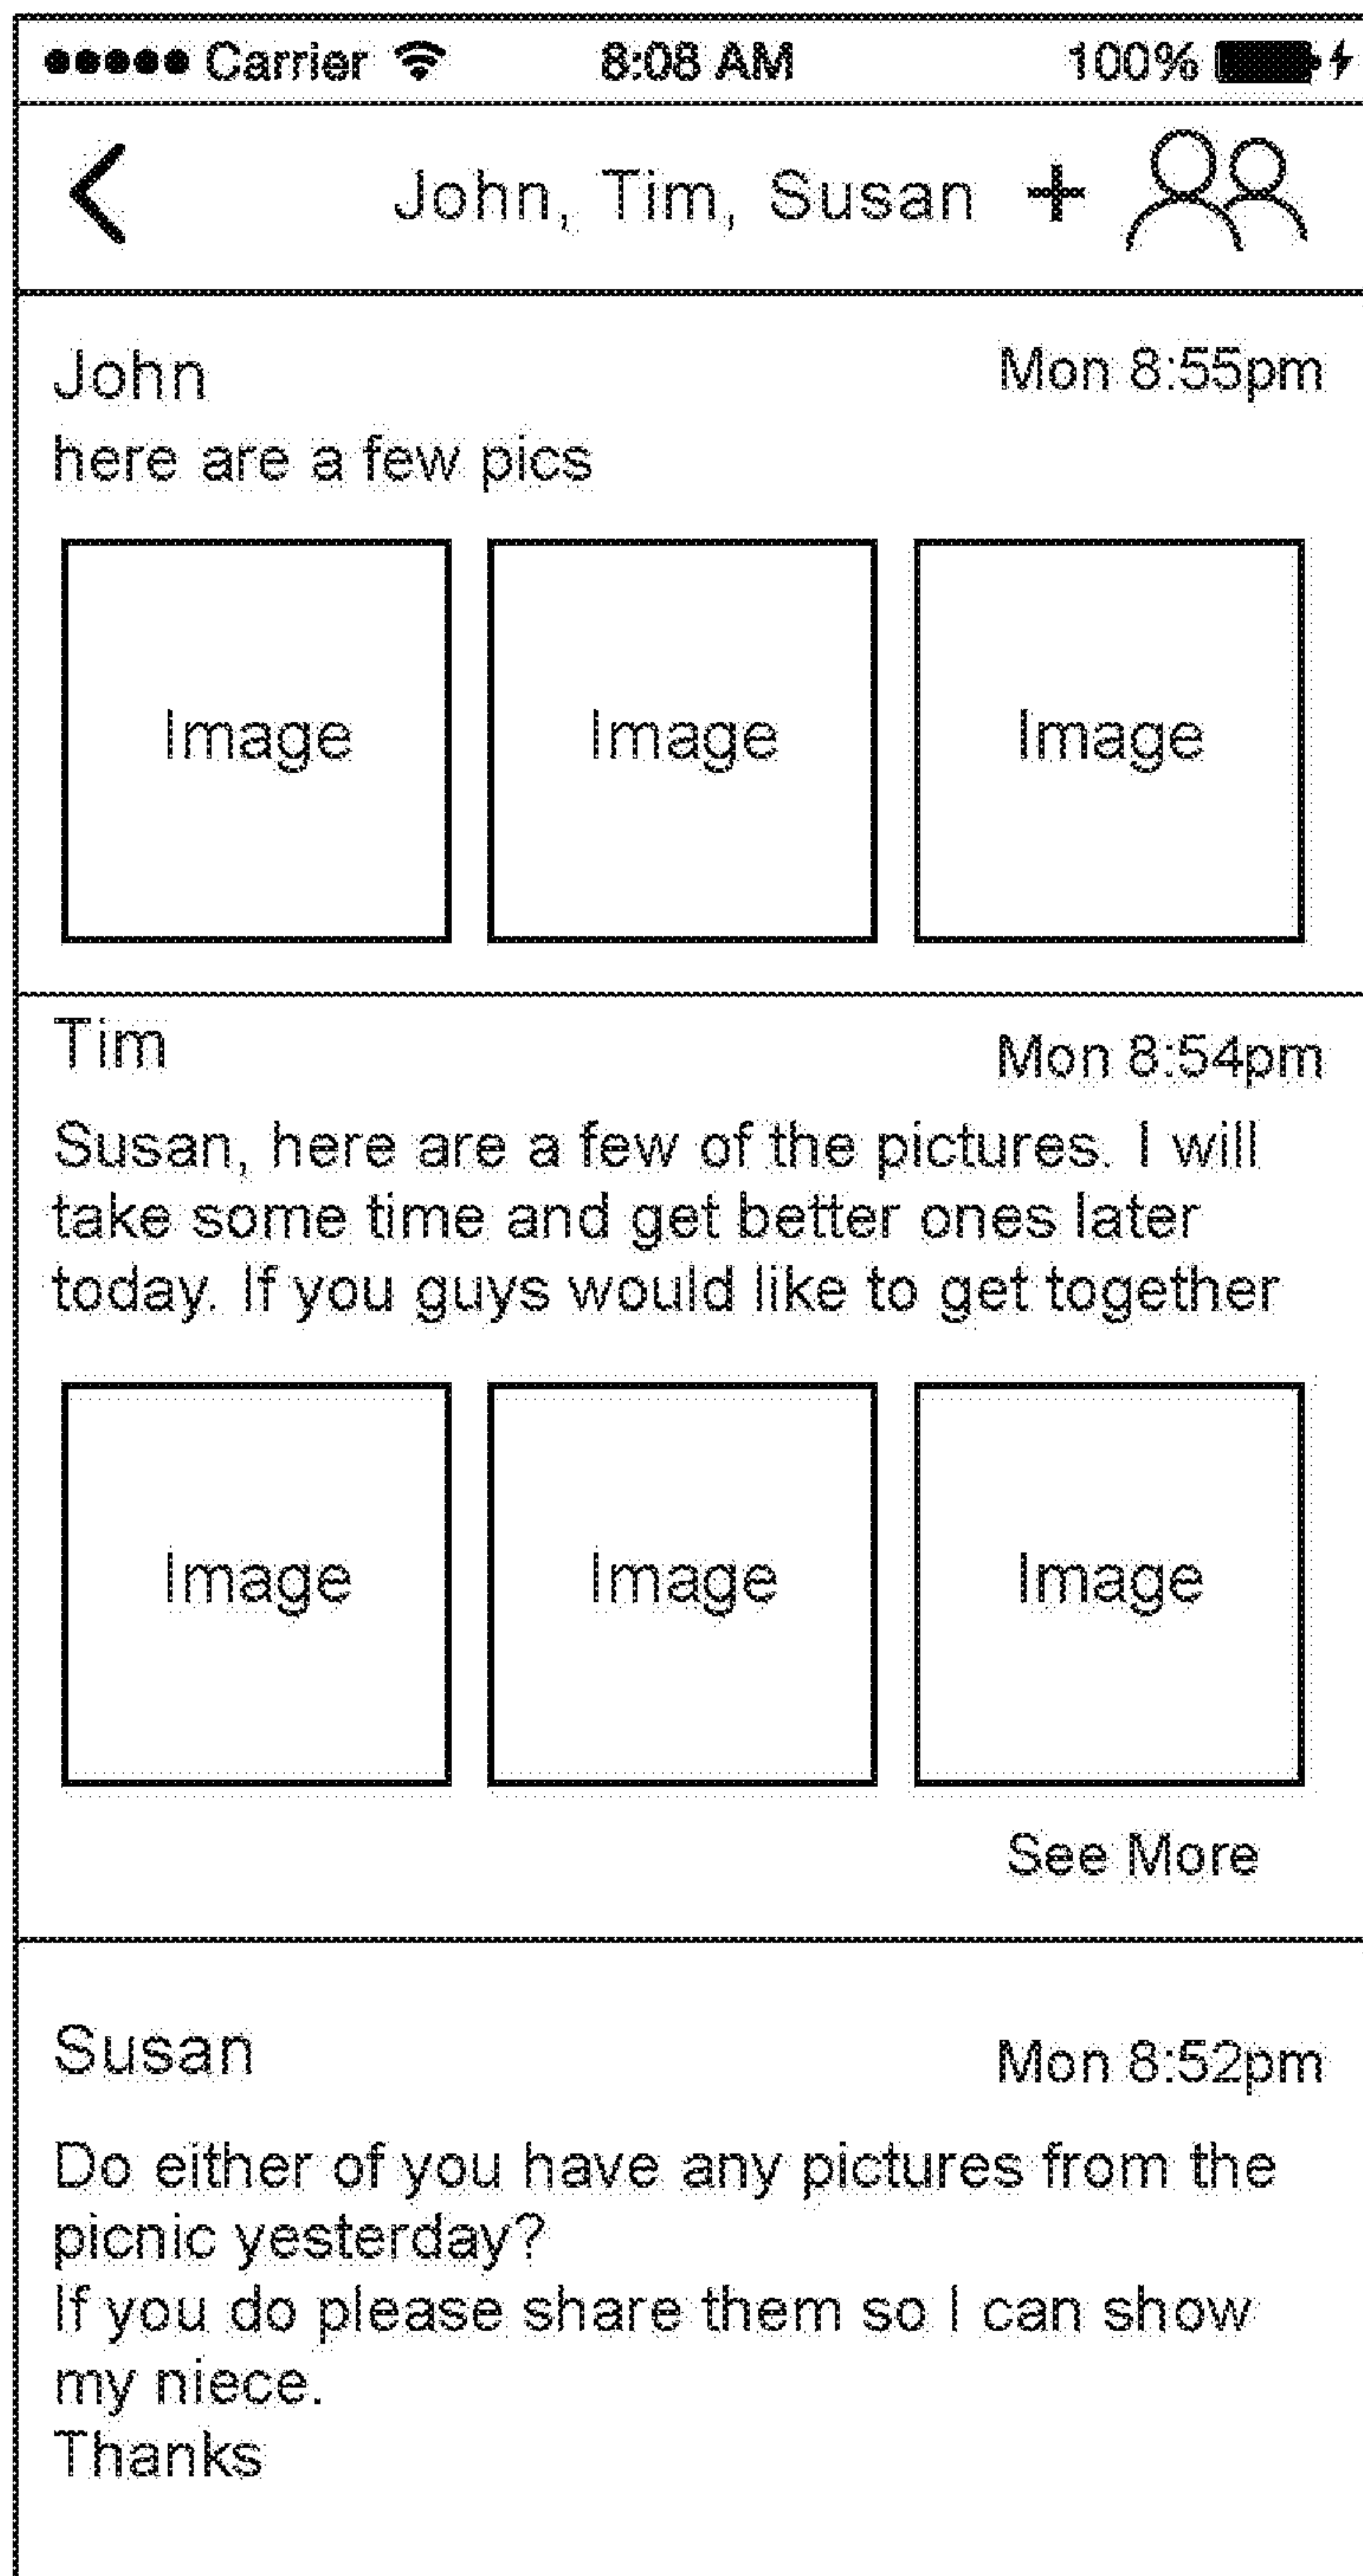 Carrier 8:08 AM 100%
John, Tim, Susan +
John Mon 8:55pm
here are a few pics
Image Image Image
Tim Mon 8:54pm
Susan, here are a few of the pictures. I will
take some time and get better ones later
today. If you guys would like to get together
Image Image Image
See More
Susan Mon 8:52pm
Do either of you have any pictures from the
picnic yesterday?
If you do please share them so I can show
my niece.
Thanks